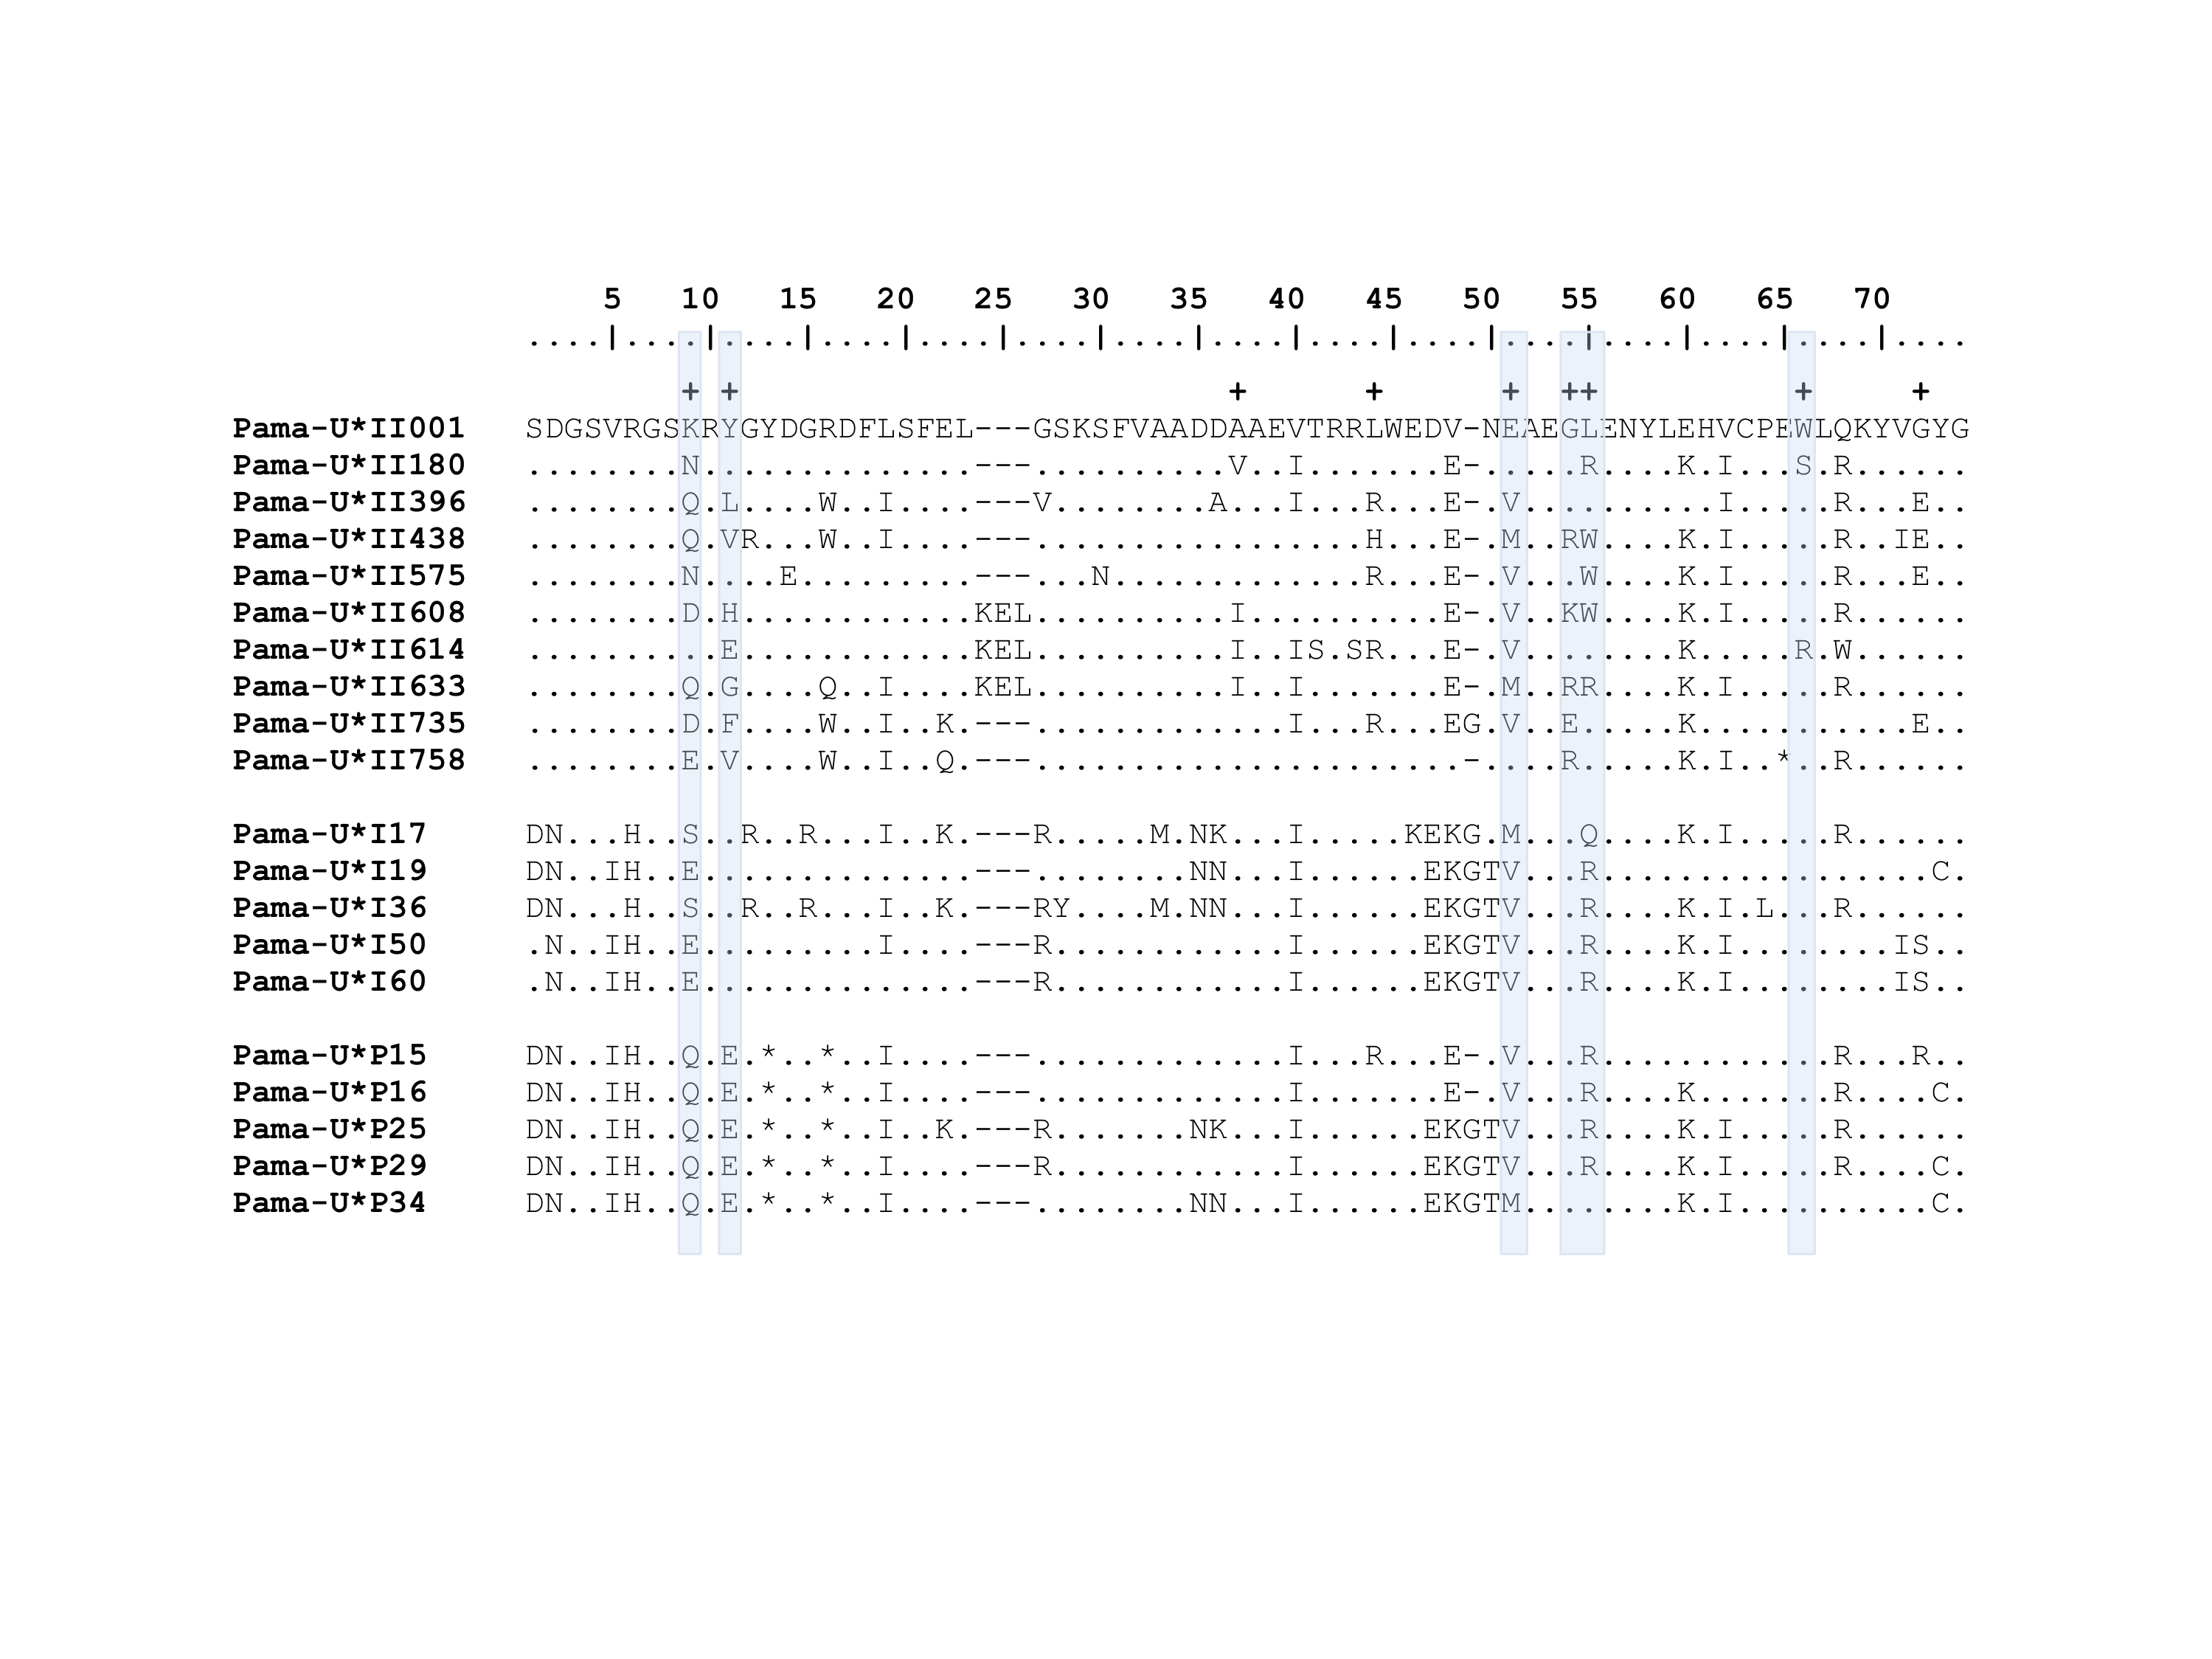 5 10 15 20 25 30 35 40 45 50 55 60 65 70
....|....|....|....|....|....|....|....|....|....|....|....|....|....|....
+ + + + + ++ + +
Pama-U*II001 SDGSVRGSKRYGYDGRDFLSFEL---GSKSFVAADDAAEVTRRLWEDV-NEAEGLENYLEHVCPEWLQKYVGYG
Pama-U*II180 ........N..............---..........V..I.......E-.....R....K.I...S.R......
Pama-U*II396 ........Q.L....W..I....---V........A...I...R...E-.V..........I.....R...E..
Pama-U*II438 ........Q.VR...W..I....---.................H...E-.M..RW....K.I.....R..IE..
Pama-U*II575 ........N....E.........---...N.............R...E-.V...W....K.I.....R...E..
Pama-U*II608 ........D.H............KEL..........I..........E-.V..KW....K.I.....R......
Pama-U*II614 ..........E............KEL..........I..IS.SR...E-.V........K.....R.W......
Pama-U*II633 ........Q.G....Q..I....KEL..........I..I.......E-.M..RR....K.I.....R......
Pama-U*II735 ........D.F....W..I..K.---.............I...R...EG.V..E.....K...........E..
Pama-U*II758 ........E.V....W..I..Q.---......................-....R.....K.I..*..R......
Pama-U*I17 DN...H..S..R..R...I..K.---R.....M.NK...I.....KEKG.M...Q....K.I.....R......
Pama-U*I19 DN..IH..E..............---........NN...I......EKGTV...R.................C.
Pama-U*I36 DN...H..S..R..R...I..K.---RY....M.NN...I......EKGTV...R....K.I.L...R......
Pama-U*I50 .N..IH..E.........I....---R............I......EKGTV...R....K.I........IS..
Pama-U*I60 .N..IH..E..............---R............I......EKGTV...R....K.I........IS..
Pama-U*P15 DN..IH..Q.E.*..*..I....---.............I...R...E-.V...R............R...R..
Pama-U*P16 DN..IH..Q.E.*..*..I....---.............I.......E-.V...R....K.......R....C.
Pama-U*P25 DN..IH..Q.E.*..*..I..K.---R.......NK...I......EKGTV...R....K.I.....R......
Pama-U*P29 DN..IH..Q.E.*..*..I....---R............I......EKGTV...R....K.I.....R....C.
Pama-U*P34 DN..IH..Q.E.*..*..I....---........NN...I......EKGTM........K.I..........C.